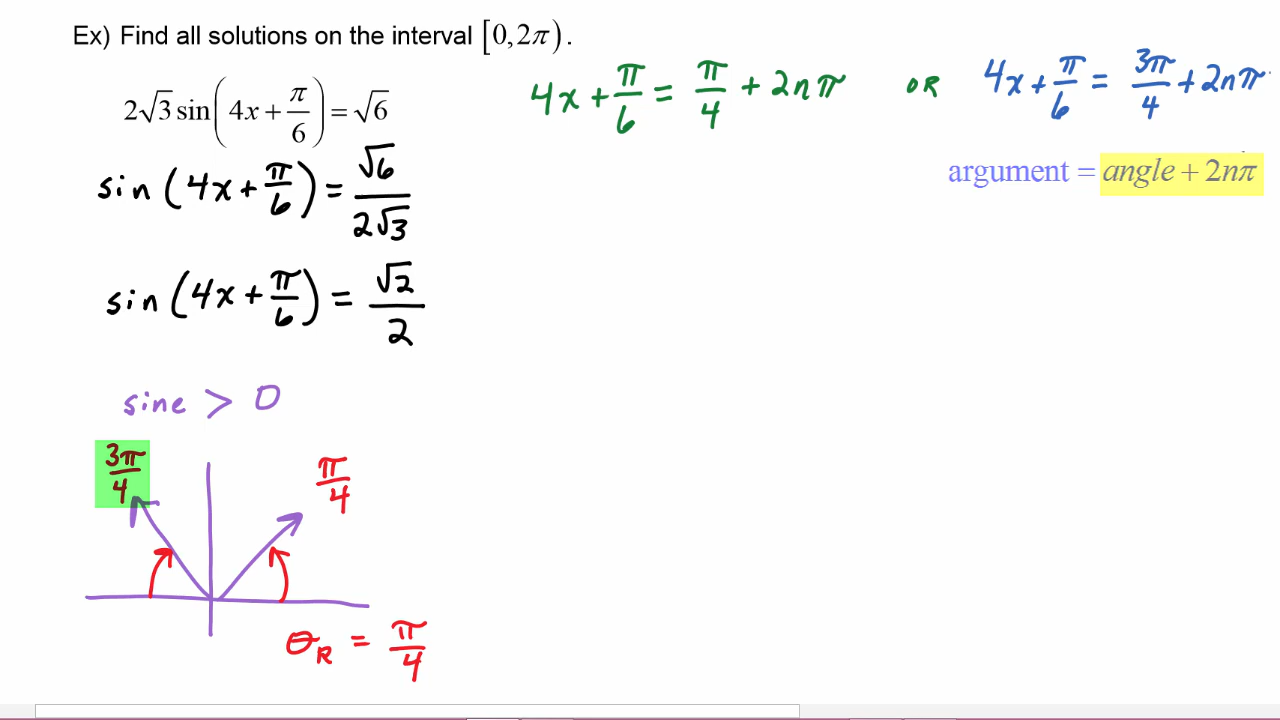 Ex) Find all solutions on the interval [0, 2π).
2√3 sin(4x + π/6) = √6
sin(4x + π/6) = √6/2√3
sin(4x + π/6) = √2/2
sine > 0
3π/4
π/4
θR = π/4
4x + π/6 = π/4 + 2nπ OR 4x + π/6 = 3π/4 + 2nπ
argument = angle + 2nπ